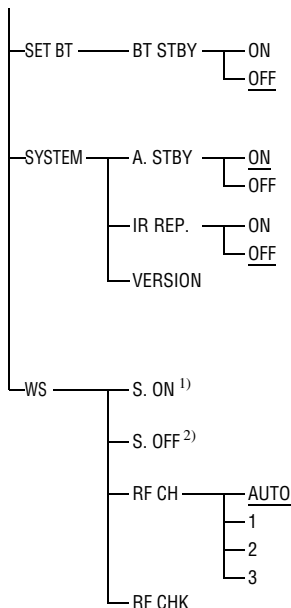 SET BT BT STBY ON
OFF
SYSTEM A. STBY ON
OFF
IR REP. ON
OFF
VERSION
WS S. ON 1)
S. OFF 2)
RF CH AUTO
1
2
3
RF CHK